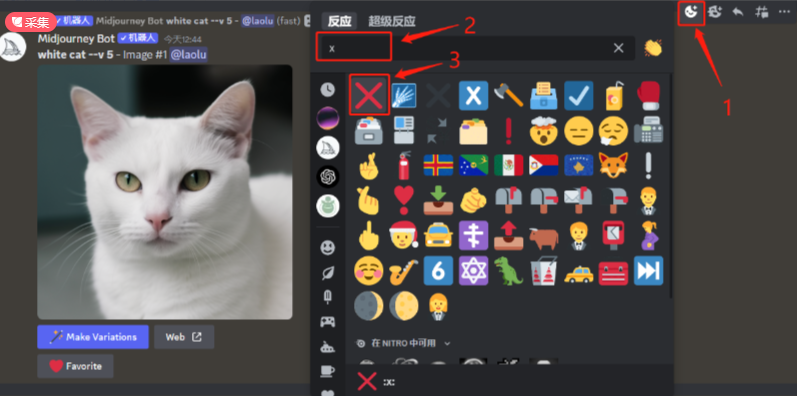 采集
机器人 Midjourney Bot white cat --v 5 - @laolu (fast)
Midjourney Bot 机器人 今天12:44
white cat --v 5 - Image #1 @laolu
Make Variations
Web
Favorite
反应 超级反应
x
2
3
1
在 NITRO 中可用
:x: